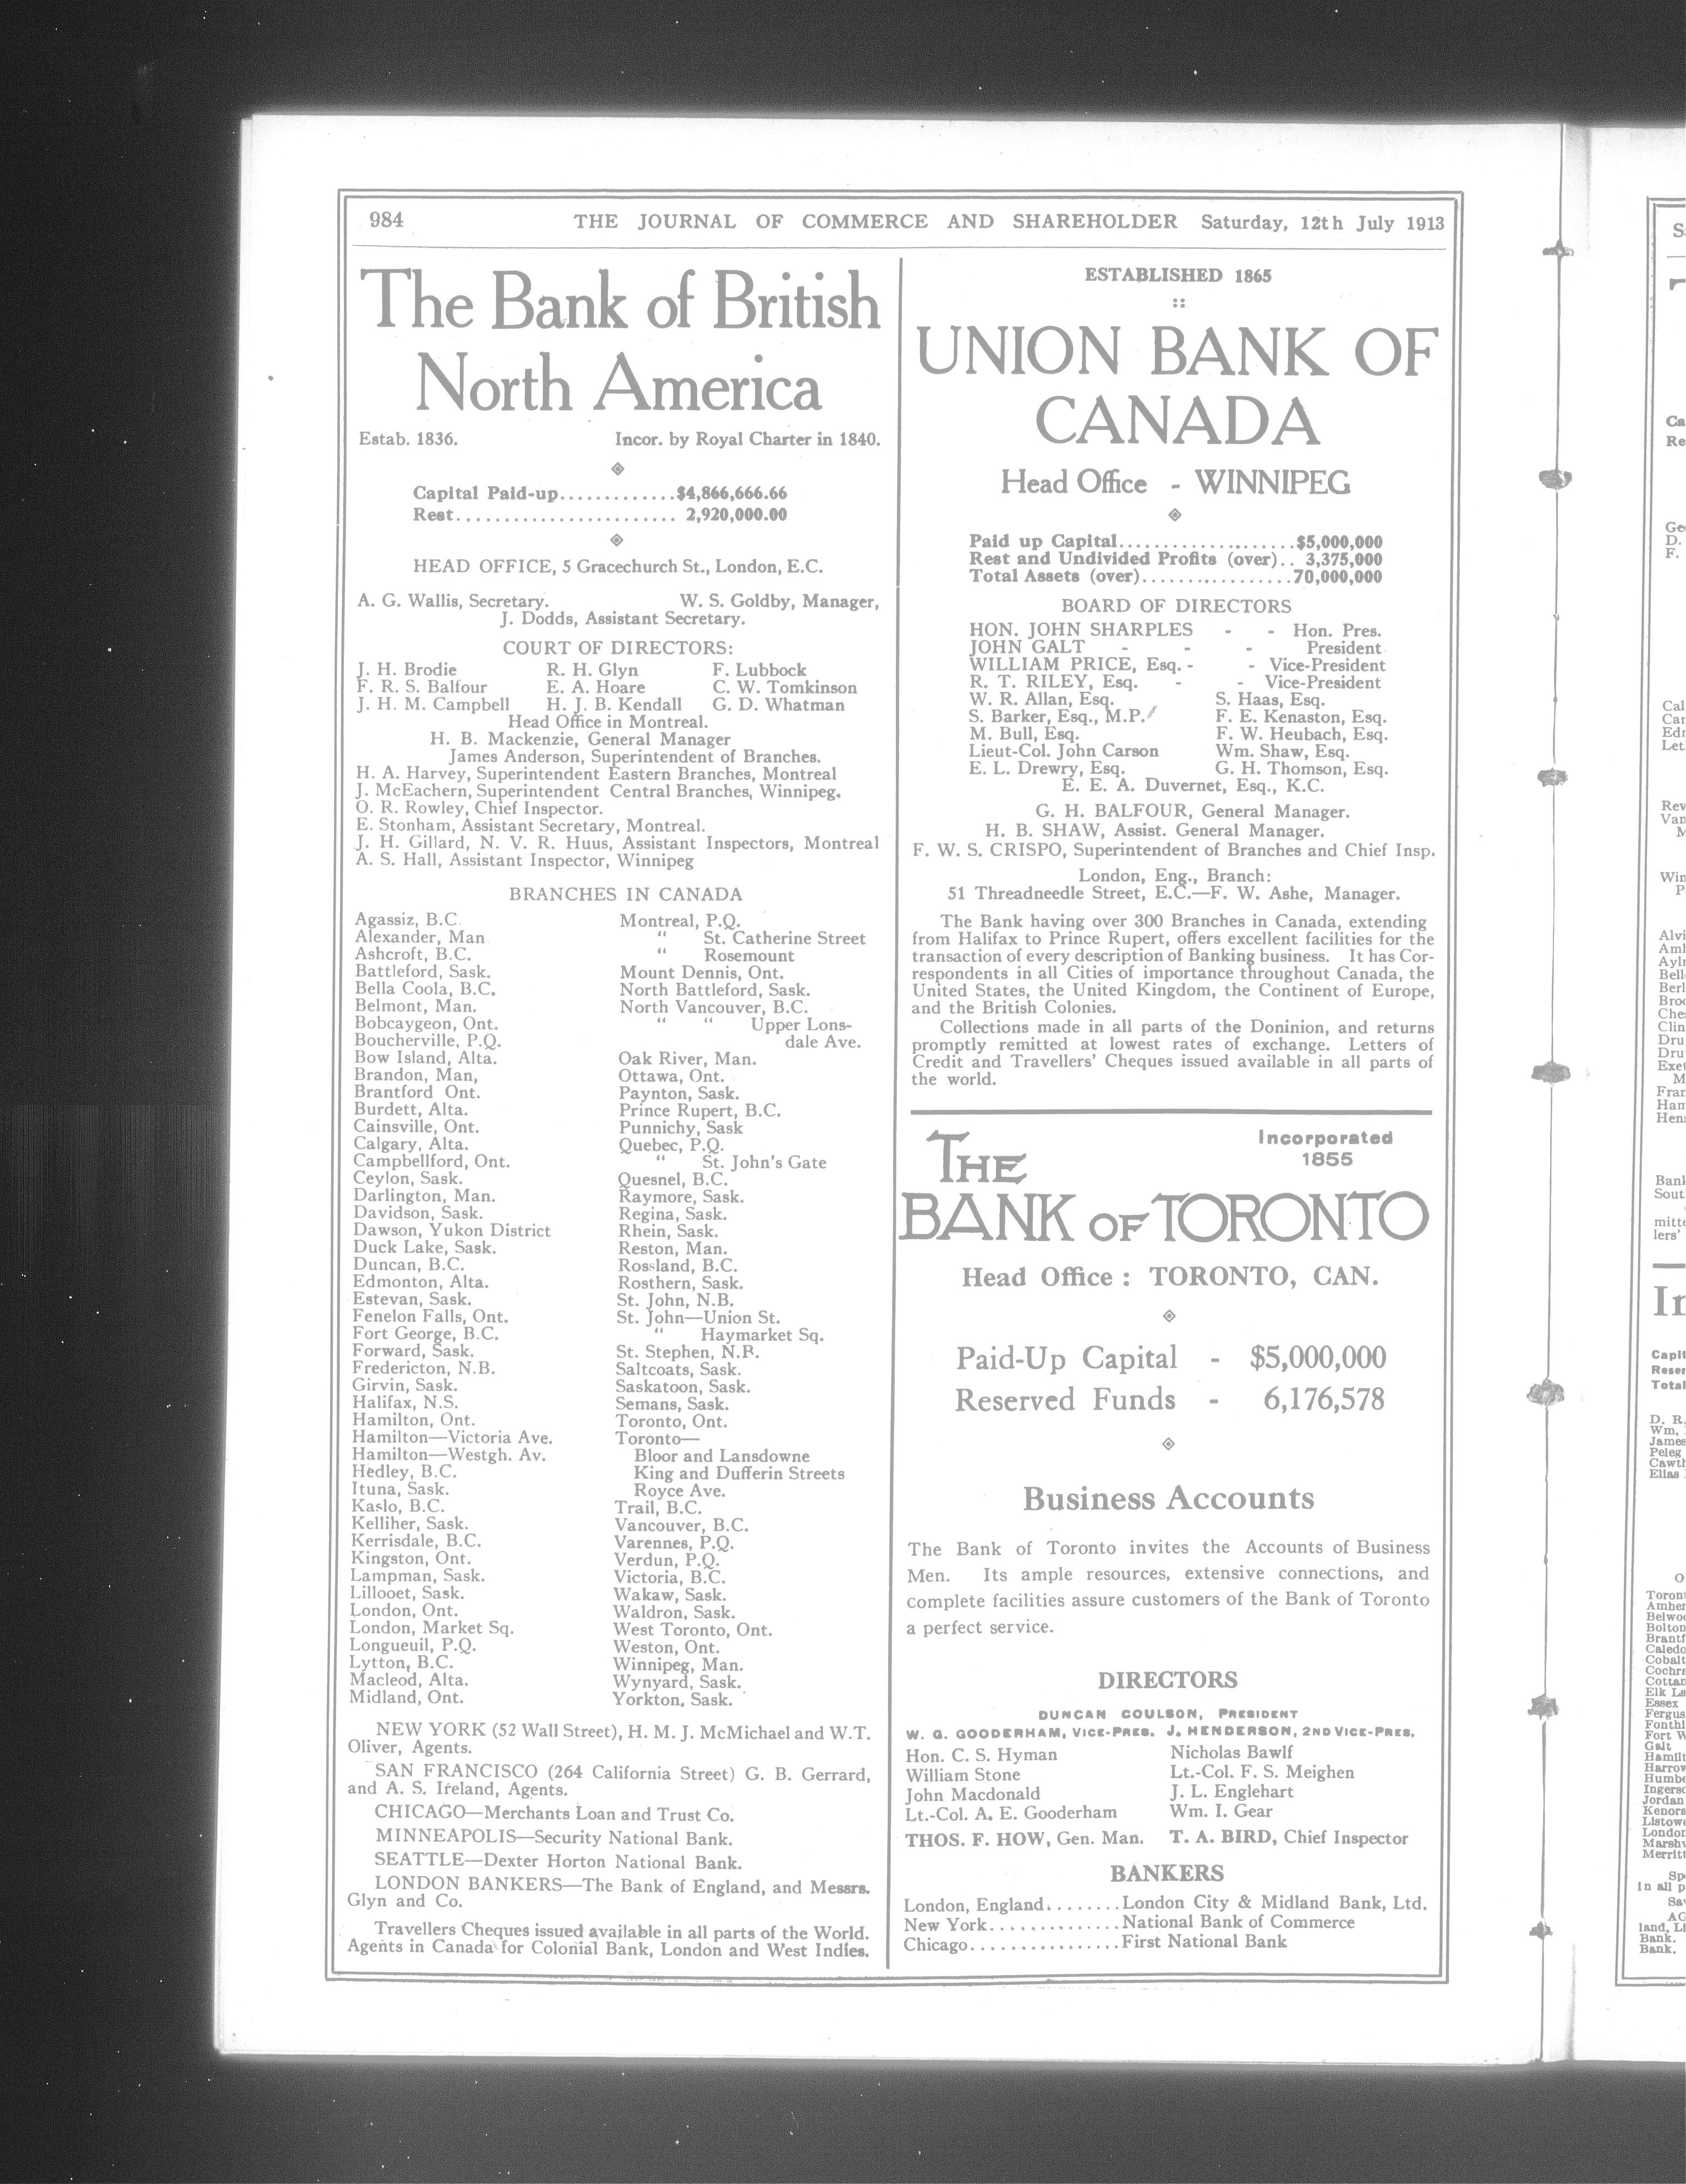 984 THE JOURNAL OF COMMERCE AND SHAREHOLDER Saturday, 12th July 1913
The Bank of British
North America
Estab. 1836. Incor. by Royal Charter in 1840.
Capital Paid-up.............$4,866,666.66
Rest....................... 2,920,000.00
HEAD OFFICE, 5 Gracechurch St., London, E.C.
A. G. Wallis, Secretary. W. S. Goldby, Manager,
J. Dodds, Assistant Secretary.
COURT OF DIRECTORS:
J. H. Brodie R. H. Glyn F. Lubbock
F. R. S. Balfour E. A. Hoare C. W. Tomkinson
J. H. M. Campbell H. J. B. Kendall G. D. Whatman
Head Office in Montreal.
H. B. Mackenzie, General Manager
James Anderson, Superintendent of Branches.
H. A. Harvey, Superintendent Eastern Branches, Montreal
J. McEachern, Superintendent Central Branches, Winnipeg.
O. R. Rowley, Chief Inspector.
E. Stonham, Assistant Secretary, Montreal.
J. H. Gillard, N. V. R. Huus, Assistant Inspectors, Montreal
A. S. Hall, Assistant Inspector, Winnipeg
BRANCHES IN CANADA
Agassiz, B.C.
Alexander, Man.
Ashcroft, B.C.
Battleford, Sask.
Bella Coola, B.C.
Belmont, Man.
Bobcaygeon, Ont.
Boucherville, P.Q.
Bow Island, Alta.
Brandon, Man,
Brantford Ont.
Burdett, Alta.
Cainsville, Ont.
Calgary, Alta.
Campbellford, Ont.
Ceylon, Sask.
Darlington, Man.
Davidson, Sask.
Dawson, Yukon District
Duck Lake, Sask.
Duncan, B.C.
Edmonton, Alta.
Estevan, Sask.
Fenelon Falls, Ont.
Fort George, B.C.
Forward, Sask.
Fredericton, N.B.
Girvin, Sask.
Halifax, N.S.
Hamilton, Ont.
Hamilton—Victoria Ave.
Hamilton—Westgh. Av.
Hedley, B.C.
Ituna, Sask.
Kaslo, B.C.
Kelliher, Sask.
Kerrisdale, B.C.
Kingston, Ont.
Lampman, Sask.
Lillooet, Sask.
London, Ont.
London, Market Sq.
Longueuil, P.Q.
Lytton, B.C.
Macleod, Alta.
Midland, Ont.
Montreal, P.Q.
" St. Catherine Street
" Rosemount
Mount Dennis, Ont.
North Battleford, Sask.
North Vancouver, B.C.
" " Upper Lons-
dale Ave.
Oak River, Man.
Ottawa, Ont.
Paynton, Sask.
Prince Rupert, B.C.
Punnichy, Sask
Quebec, P.Q.
" St. John's Gate
Quesnel, B.C.
Raymore, Sask.
Regina, Sask.
Rhein, Sask.
Reston, Man.
Rossland, B.C.
Rosthern, Sask.
St. John, N.B.
St. John—Union St.
" Haymarket Sq.
St. Stephen, N.B.
Saltcoats, Sask.
Saskatoon, Sask.
Semans, Sask.
Toronto, Ont.
Toronto—
Bloor and Lansdowne
King and Dufferin Streets
Royce Ave.
Trail, B.C.
Vancouver, B.C.
Varennes, P.Q.
Verdun, P.Q.
Victoria, B.C.
Wakaw, Sask.
Waldron, Sask.
West Toronto, Ont.
Weston, Ont.
Winnipeg, Man.
Wynyard, Sask.
Yorkton, Sask.
NEW YORK (52 Wall Street), H. M. J. McMichael and W.T.
Oliver, Agents.
SAN FRANCISCO (264 California Street) G. B. Gerrard,
and A. S. Ireland, Agents.
CHICAGO—Merchants Loan and Trust Co.
MINNEAPOLIS—Security National Bank.
SEATTLE—Dexter Horton National Bank.
LONDON BANKERS—The Bank of England, and Messrs.
Glyn and Co.
Travellers Cheques issued available in all parts of the World.
Agents in Canada for Colonial Bank, London and West Indies.
ESTABLISHED 1865
UNION BANK OF
CANADA
Head Office - WINNIPEG
Paid up Capital....................$5,000,000
Rest and Undivided Profits (over).. 3,375,000
Total Assets (over).................70,000,000
BOARD OF DIRECTORS
HON. JOHN SHARPLES - - Hon. Pres.
JOHN GALT - - - President
WILLIAM PRICE, Esq. - - Vice-President
R. T. RILEY, Esq. - - Vice-President
W. R. Allan, Esq. S. Haas, Esq.
S. Barker, Esq., M.P. F. E. Kenaston, Esq.
M. Bull, Esq. F. W. Heubach, Esq.
Lieut-Col. John Carson Wm. Shaw, Esq.
E. L. Drewry, Esq. G. H. Thomson, Esq.
E. E. A. Duvernet, Esq., K.C.
G. H. BALFOUR, General Manager.
H. B. SHAW, Assist. General Manager.
F. W. S. CRISPO, Superintendent of Branches and Chief Insp.
London, Eng., Branch:
51 Threadneedle Street, E.C.—F. W. Ashe, Manager.
The Bank having over 300 Branches in Canada, extending
from Halifax to Prince Rupert, offers excellent facilities for the
transaction of every description of Banking business. It has Cor-
respondents in all Cities of importance throughout Canada, the
United States, the United Kingdom, the Continent of Europe,
and the British Colonies.
Collections made in all parts of the Doninion, and returns
promptly remitted at lowest rates of exchange. Letters of
Credit and Travellers' Cheques issued available in all parts of
the world.
THE Incorporated
1855
BANK OF TORONTO
Head Office : TORONTO, CAN.
Paid-Up Capital - $5,000,000
Reserved Funds - 6,176,578
Business Accounts
The Bank of Toronto invites the Accounts of Business
Men. Its ample resources, extensive connections, and
complete facilities assure customers of the Bank of Toronto
a perfect service.
DIRECTORS
DUNCAN COULSON, PRESIDENT
W. G. GOODERHAM, VICE-PRES. J. HENDERSON, 2ND VICE-PRES.
Hon. C. S. Hyman Nicholas Bawlf
William Stone Lt.-Col. F. S. Meighen
John Macdonald J. L. Englehart
Lt.-Col. A. E. Gooderham Wm. I. Gear
THOS. F. HOW, Gen. Man. T. A. BIRD, Chief Inspector
BANKERS
London, England........London City & Midland Bank, Ltd.
New York..............National Bank of Commerce
Chicago................First National Bank